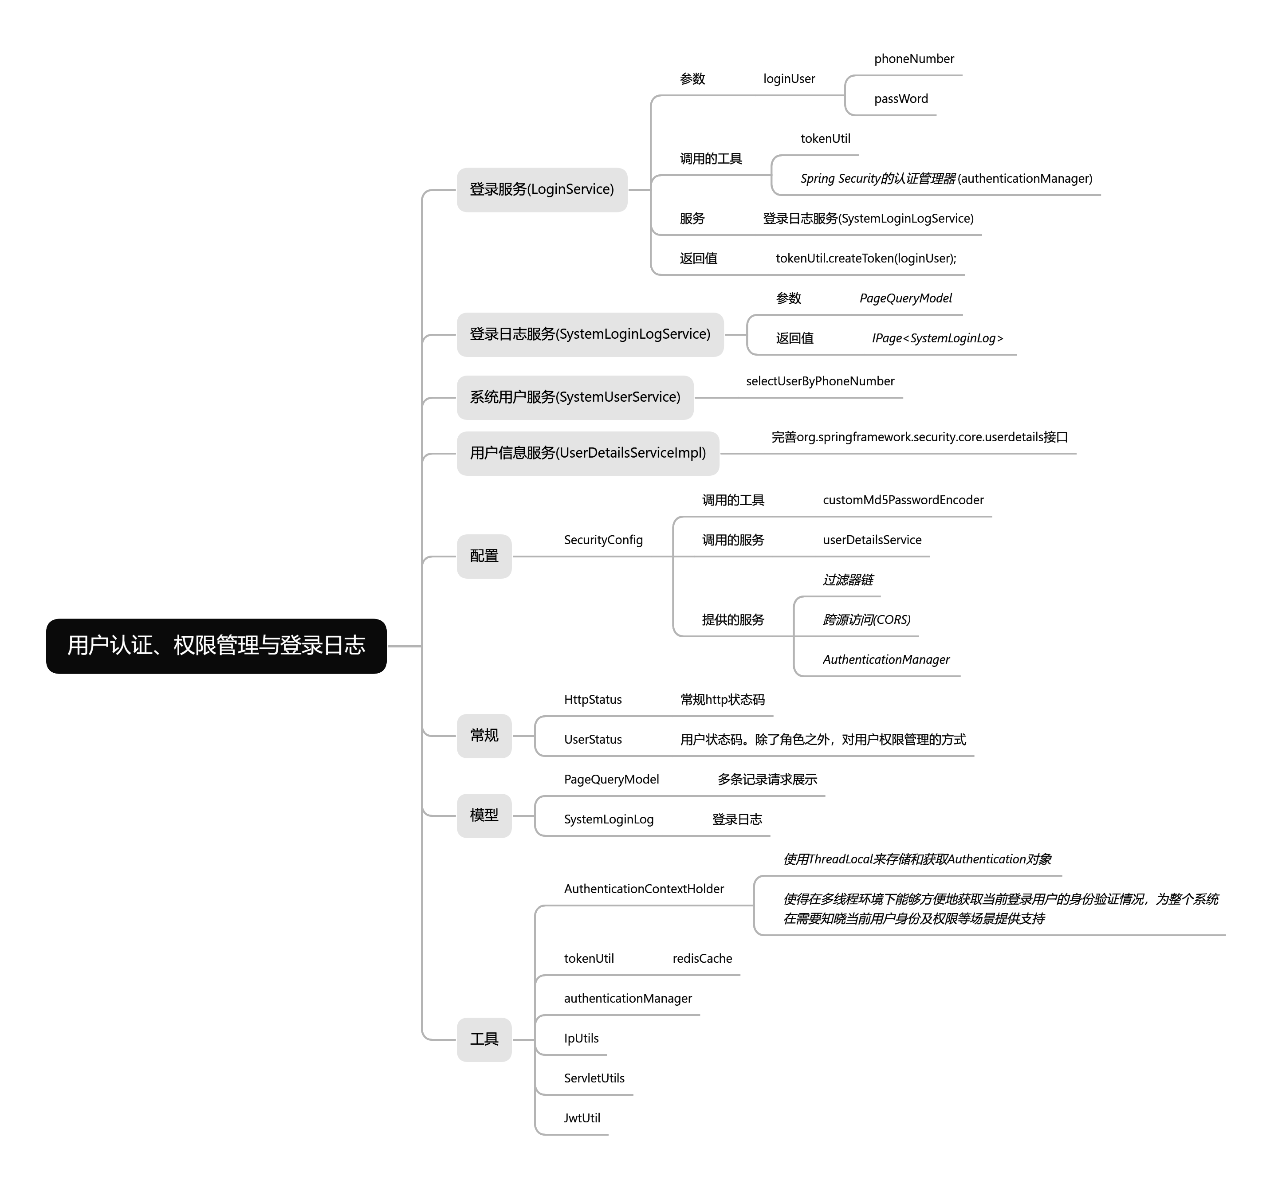 用户认证、权限管理与登录日志
登录服务(LoginService)
参数
loginUser
phoneNumber
passWord
调用的工具
tokenUtil
Spring Security的认证管理器 (authenticationManager)
服务
登录日志服务(SystemLoginLogService)
返回值
tokenUtil.createToken(loginUser);
登录日志服务(SystemLoginLogService)
参数
PageQueryModel
返回值
IPage<SystemLoginLog>
系统用户服务(SystemUserService)
selectUserByPhoneNumber
用户信息服务(UserDetailsServiceImpl)
完善org.springframework.security.core.userdetails接口
配置
SecurityConfig
调用的工具
customMd5PasswordEncoder
调用的服务
userDetailsService
提供的服务
过滤器链
跨源访问(CORS)
AuthenticationManager
常规
HttpStatus
常规http状态码
UserStatus
用户状态码。除了角色之外，对用户权限管理的方式
模型
PageQueryModel
多条记录请求展示
SystemLoginLog
登录日志
工具
AuthenticationContextHolder
使用ThreadLocal来存储和获取Authentication对象
使得在多线程环境下能够方便地获取当前登录用户的身份验证情况，为整个系统
在需要知晓当前用户身份及权限等场景提供支持
tokenUtil
redisCache
authenticationManager
IpUtils
ServletUtils
JwtUtil